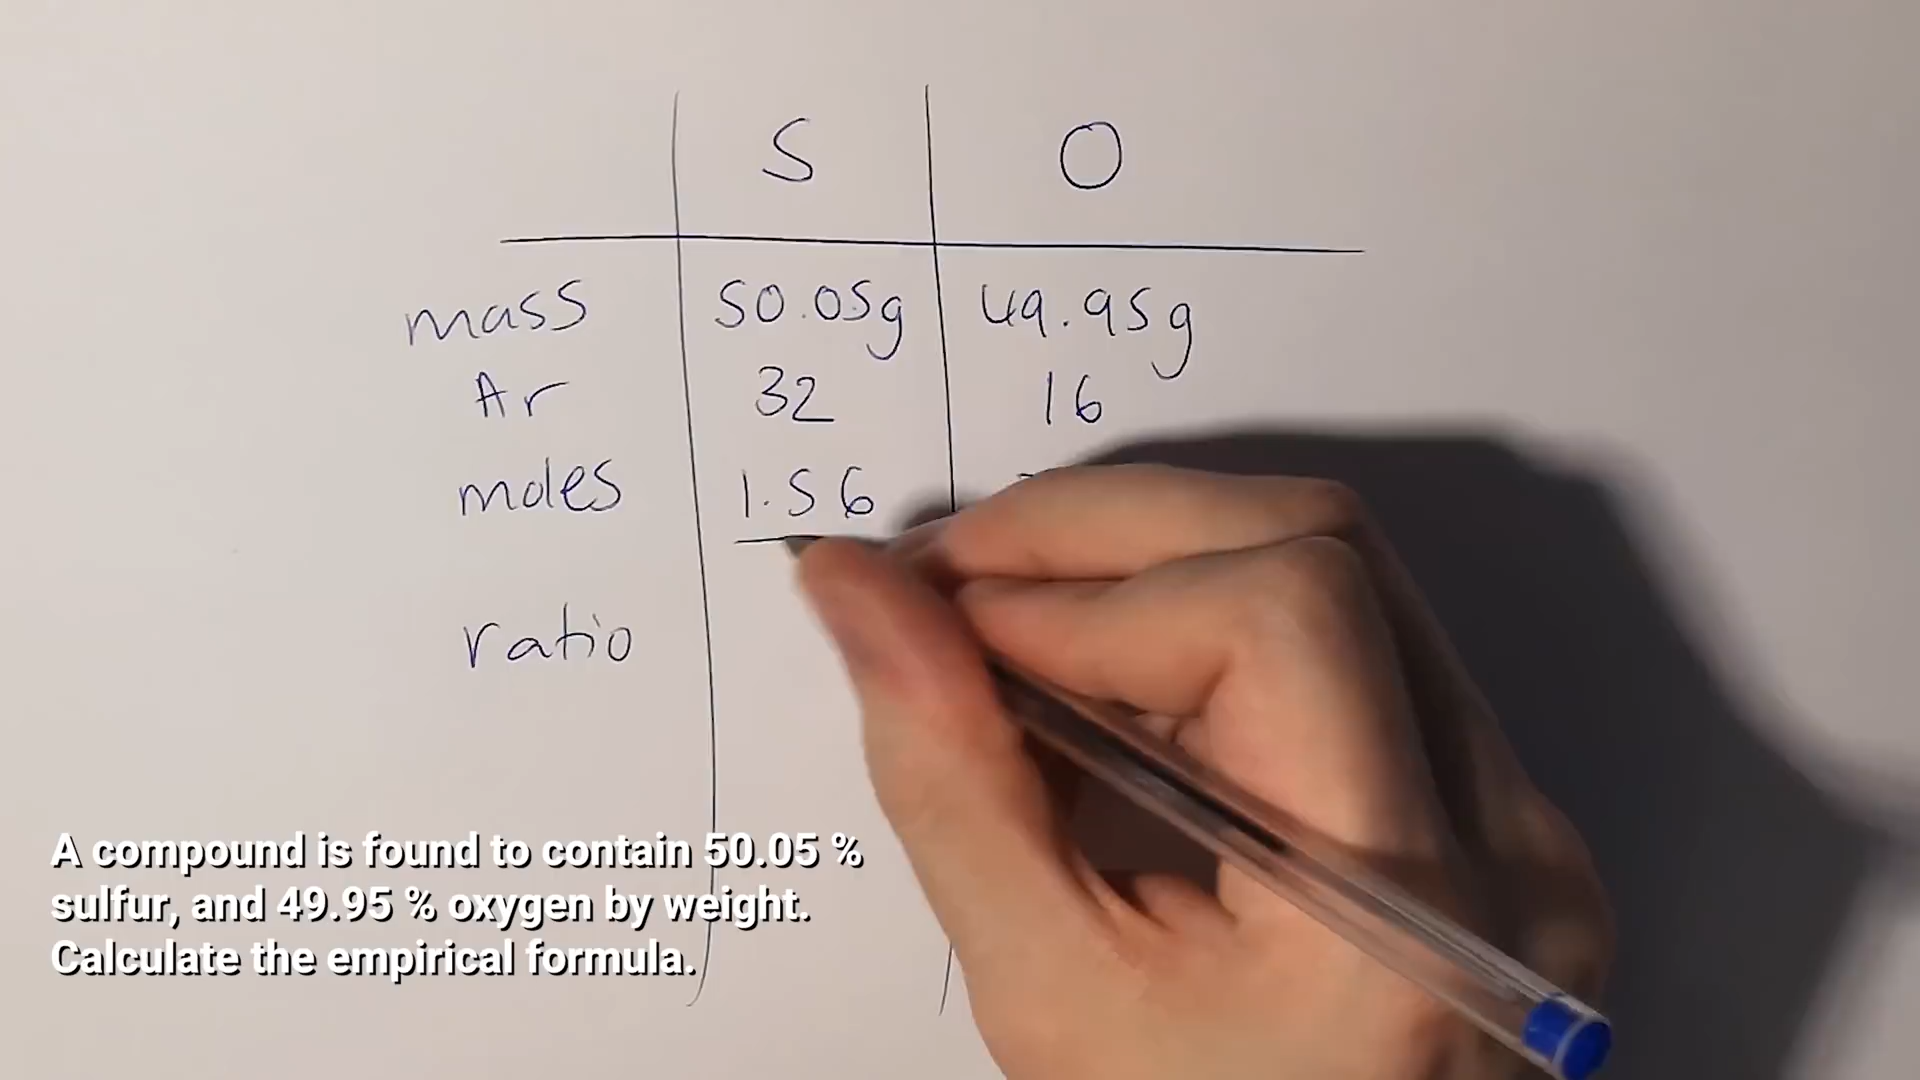 S O
mass 50.05g 49.95g
Ar 32 16
moles 1.56
ratio
A compound is found to contain 50.05 %
sulfur, and 49.95 % oxygen by weight.
Calculate the empirical formula.